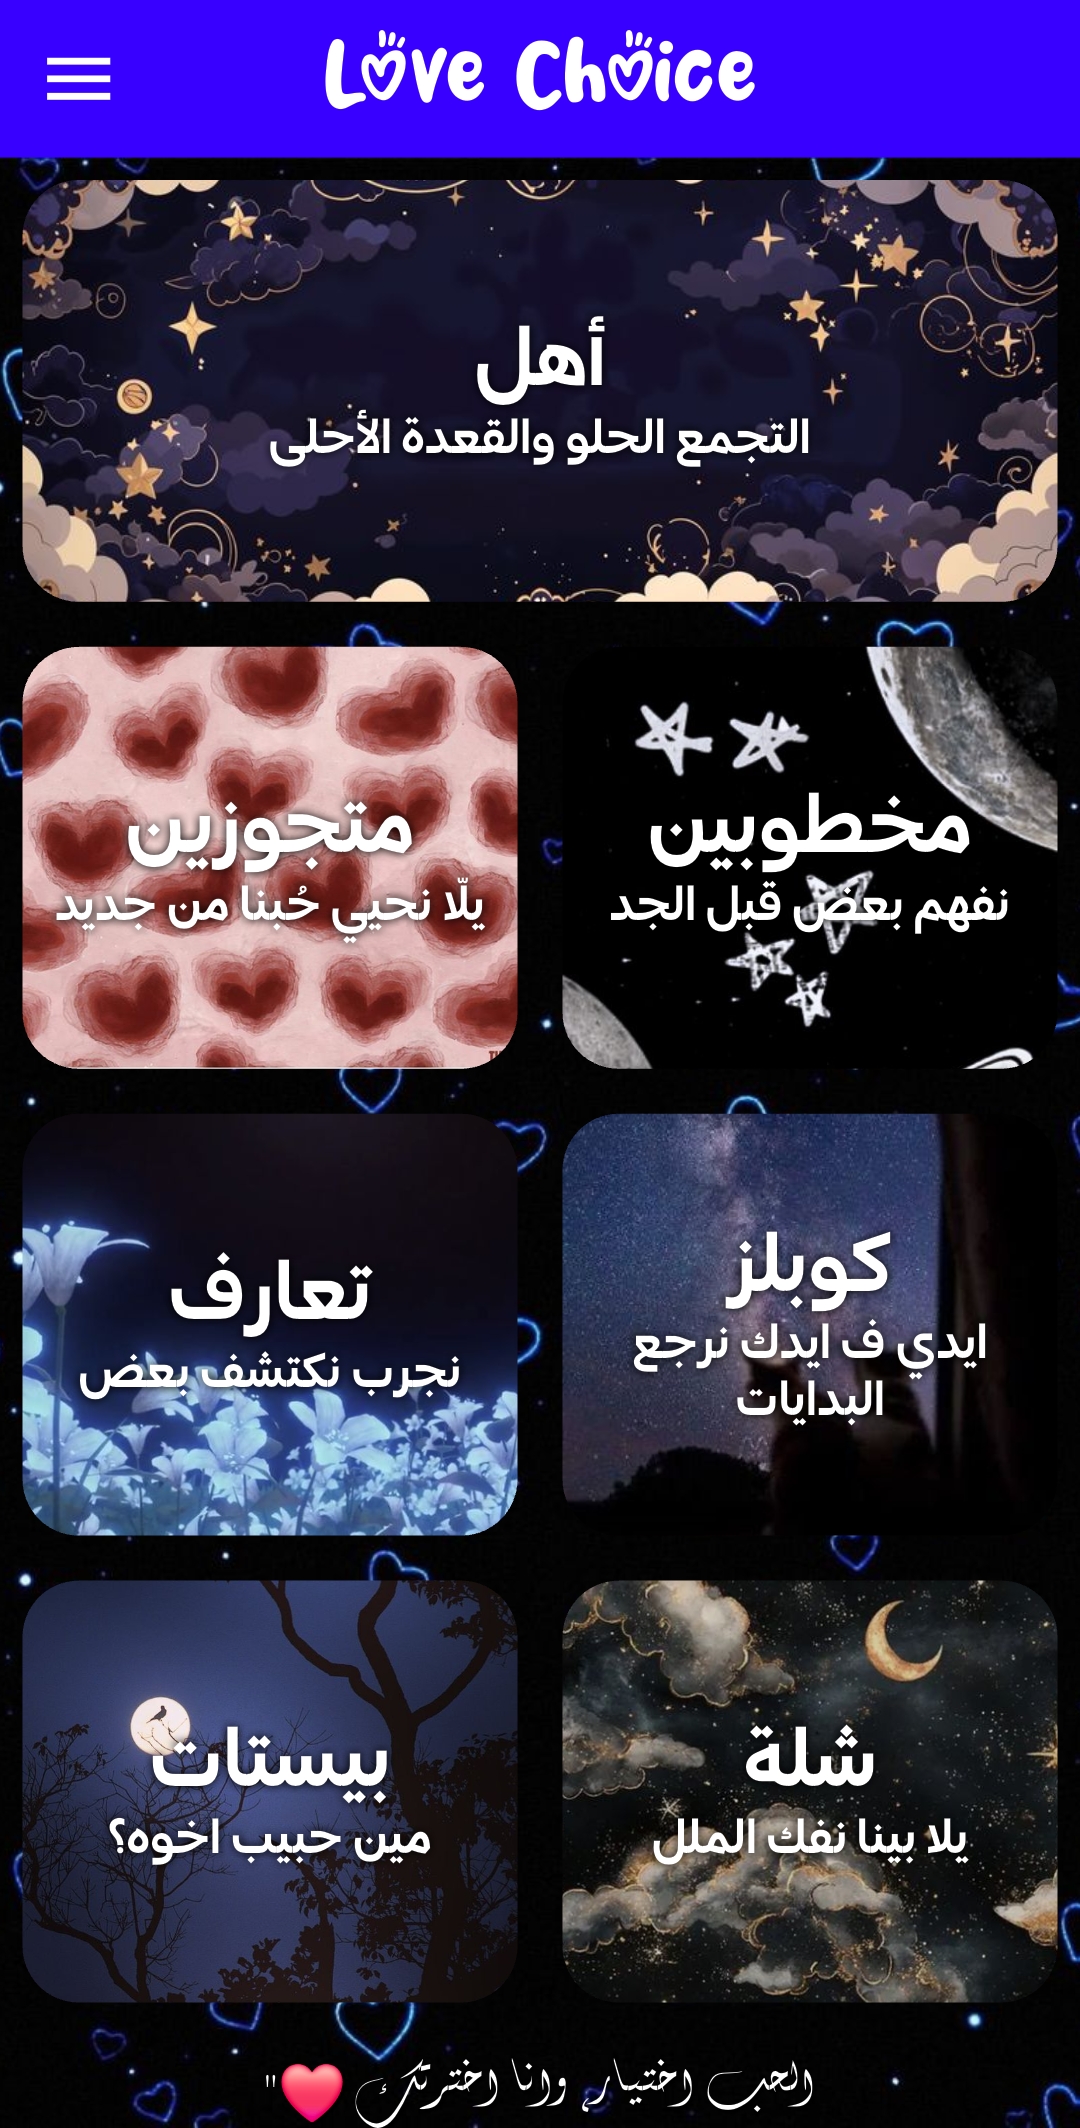 Love Choice
أهل
التجمع الحلو والقعدة الأحلى
مخطوبين
نفهم بعض قبل الجد
متجوزين
يلّا نحيي حُبنا من جديد
كوبلز
ايدي ف ايدك نرجع
البدايات
تعارف
نجرب نكتشف بعض
شلة
يلا بينا نفك الملل
بيستات
مين حبيب اخوه؟
الحب اختيار وانا اخترتك ❤️"